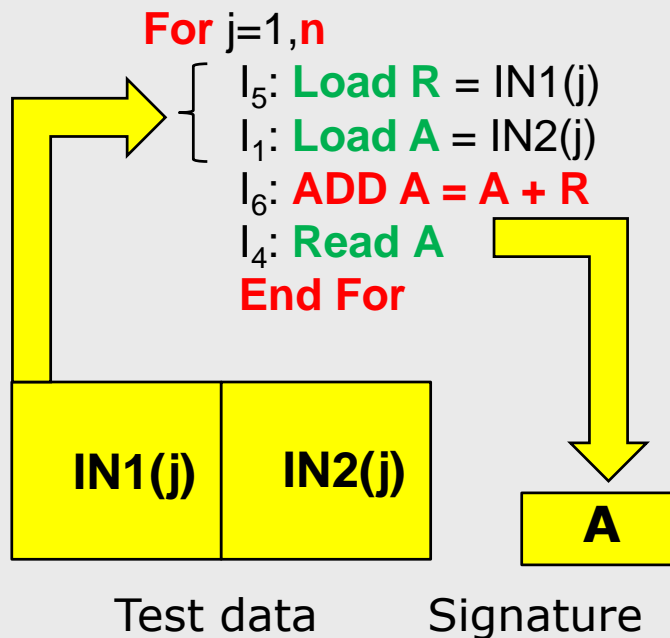 For j=1,n
I₅: Load R = IN1(j)
I₁: Load A = IN2(j)
I₆: ADD A = A + R
I₄: Read A
End For
IN1(j) IN2(j)
A
Test data Signature